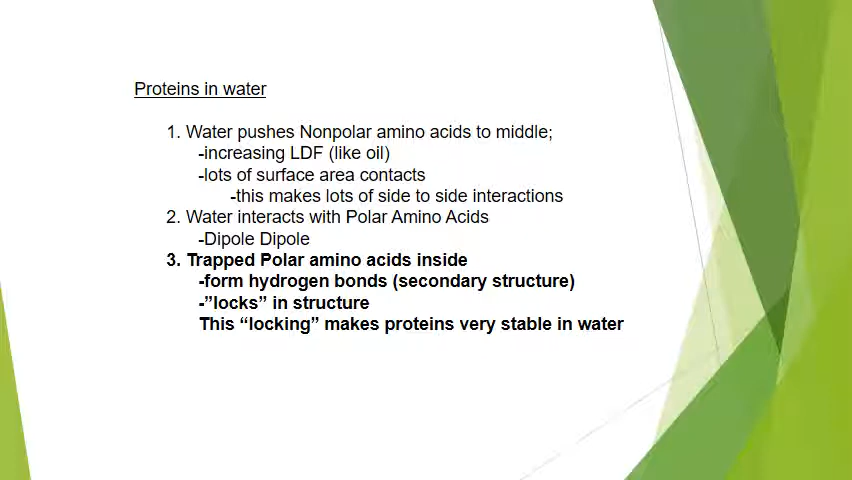 Proteins in water
1. Water pushes Nonpolar amino acids to middle;
-increasing LDF (like oil)
-lots of surface area contacts
-this makes lots of side to side interactions
2. Water interacts with Polar Amino Acids
-Dipole Dipole
3. Trapped Polar amino acids inside
-form hydrogen bonds (secondary structure)
-”locks” in structure
This “locking” makes proteins very stable in water